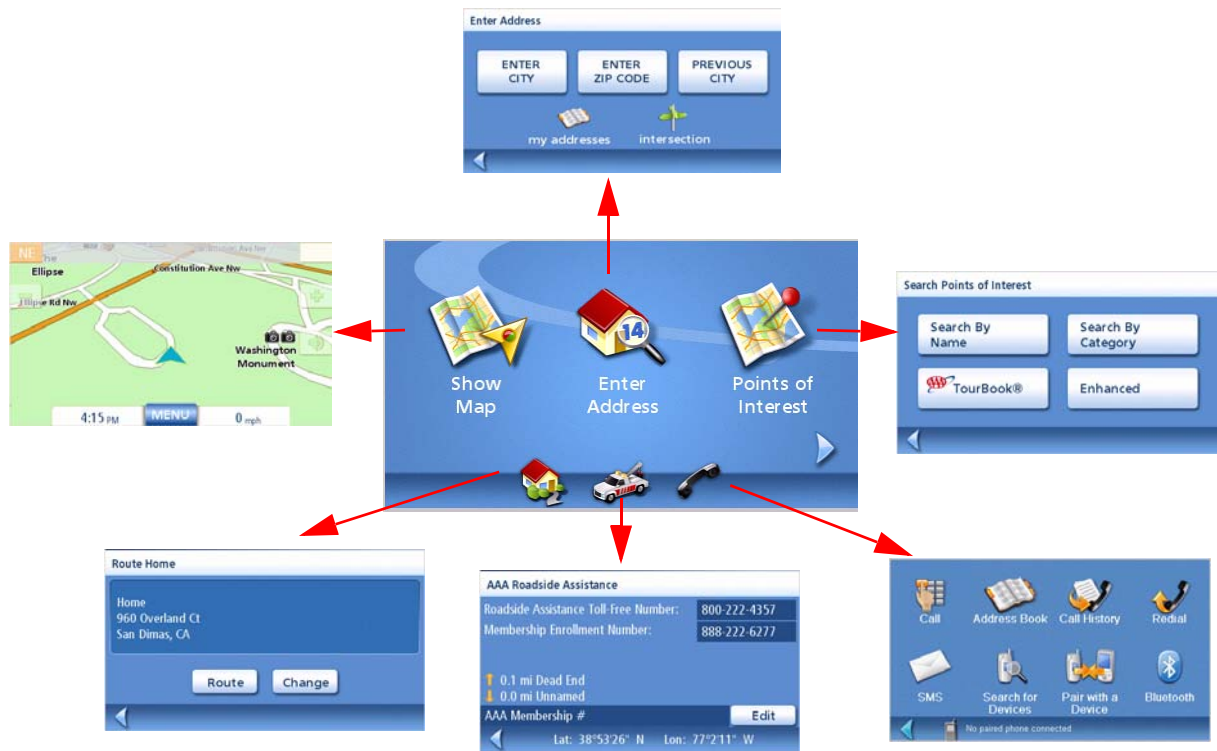 Enter Address
ENTER CITY
ENTER ZIP CODE
PREVIOUS CITY
my addresses
intersection
NE
The
Ellipse
Constitution Ave Nw
Ellipse Rd Nw
Washington
Monument
4:15 PM
MENU
0 mph
Show
Map
14
Enter
Address
Points of
Interest
Search Points of Interest
Search By
Name
Search By
Category
TourBook®
Enhanced
Route Home
Home
960 Overland Ct
San Dimas, CA
Route
Change
AAA Roadside Assistance
Roadside Assistance Toll-Free Number: 800-222-4357
Membership Enrollment Number: 888-222-6277
0.1 mi Dead End
0.0 mi Unnamed
AAA Membership # Edit
Lat: 38°53'26" N Lon: 77°2'11" W
Call
Address Book
Call History
Redial
SMS
Search for
Devices
Pair with a
Device
Bluetooth
No paired phone connected